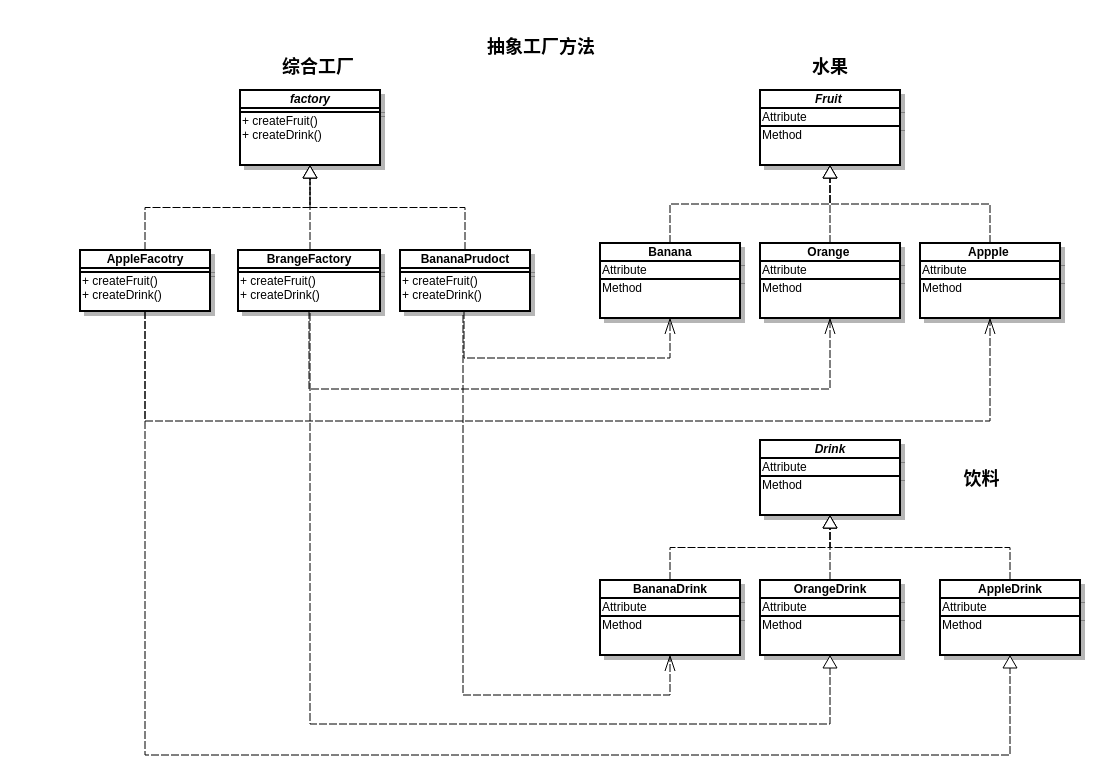 抽象工厂方法
综合工厂
水果
factory
+ createFruit()
+ createDrink()
Fruit
Attribute
Method
AppleFacotry
+ createFruit()
+ createDrink()
BrangeFactory
+ createFruit()
+ createDrink()
BananaPrudoct
+ createFruit()
+ createDrink()
Banana
Attribute
Method
Orange
Attribute
Method
Appple
Attribute
Method
Drink
Attribute
Method
饮料
BananaDrink
Attribute
Method
OrangeDrink
Attribute
Method
AppleDrink
Attribute
Method